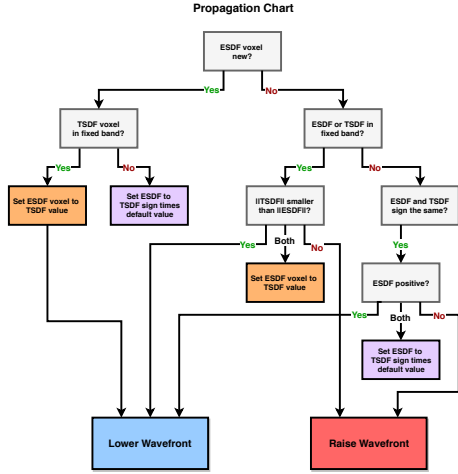 Propagation Chart
ESDF voxel
new?
Yes
No
TSDF voxel
in fixed band?
ESDF or TSDF in
fixed band?
Yes
No
Yes
No
Set ESDF voxel to
TSDF value
Set ESDF to
TSDF sign times
default value
||TSDF|| smaller
than ||ESDF||?
ESDF and TSDF
sign the same?
Yes
Both
No
Yes
Set ESDF voxel to
TSDF value
ESDF positive?
Yes
Both
No
Set ESDF to
TSDF sign times
default value
Lower Wavefront
Raise Wavefront